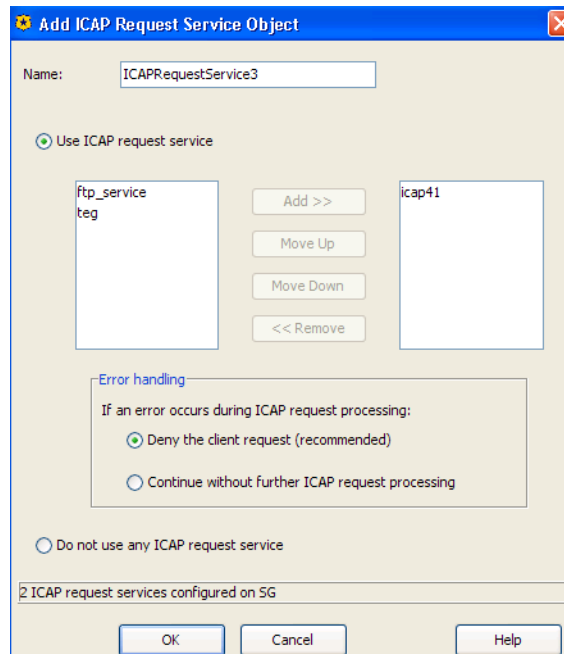 Add ICAP Request Service Object
Name: ICAPRequestService3
Use ICAP request service
ftp_service
teg
Add >>
Move Up
Move Down
<< Remove
icap41
Error handling
If an error occurs during ICAP request processing:
Deny the client request (recommended)
Continue without further ICAP request processing
Do not use any ICAP request service
2 ICAP request services configured on SG
OK Cancel Help